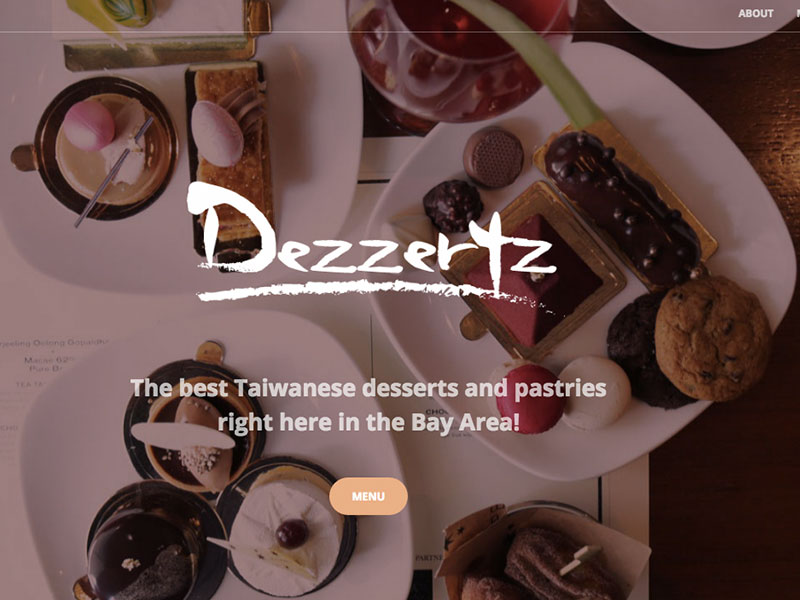 ABOUT
Dezzertz
The best Taiwanese desserts and pastries
right here in the Bay Area!
MENU